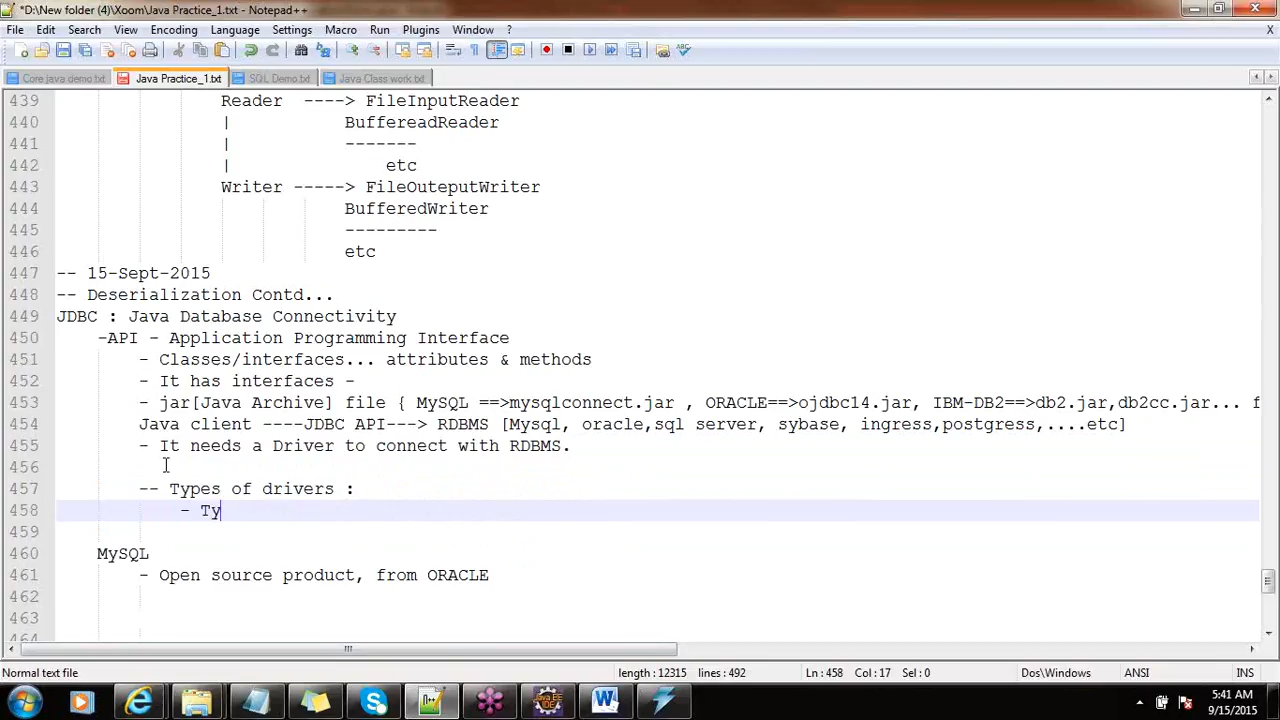 *D:\New folder (4)\Xoom\Java Practice_1.txt - Notepad++
File Edit Search View Encoding Language Settings Macro Run Plugins Window ? X
Core java demo.txt Java Practice_1.txt SQL Demo.txt Java Class work.txt
439 Reader ----> FileInputReader
440 | BuffereadReader
441 | -------
442 | etc
443 Writer -----> FileOuteputWriter
444 BufferedWriter
445 ---------
446 etc
447 -- 15-Sept-2015
448 -- Deserialization Contd...
449 JDBC : Java Database Connectivity
450 -API - Application Programming Interface
451 - Classes/interfaces... attributes & methods
452 - It has interfaces -
453 - jar[Java Archive] file { MySQL ==>mysqlconnect.jar , ORACLE==>ojdbc14.jar, IBM-DB2==>db2.jar,db2cc.jar... f
454 Java client ----JDBC API---> RDBMS [Mysql, oracle,sql server, sybase, ingress,postgress,....etc]
455 - It needs a Driver to connect with RDBMS.
456
457 -- Types of drivers :
458 - Ty
459
460 MySQL
461 - Open source product, from ORACLE
462
463
464
Normal text file length : 12315 lines : 492 Ln : 458 Col : 17 Sel : 0 Dos\Windows ANSI INS
5:41 AM
9/15/2015